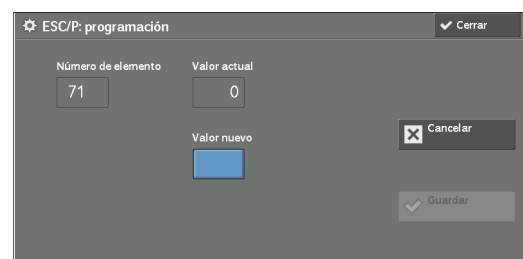 ESC/P: programación
Cerrar
Número de elemento
Valor actual
71
0
Valor nuevo
Cancelar
Guardar